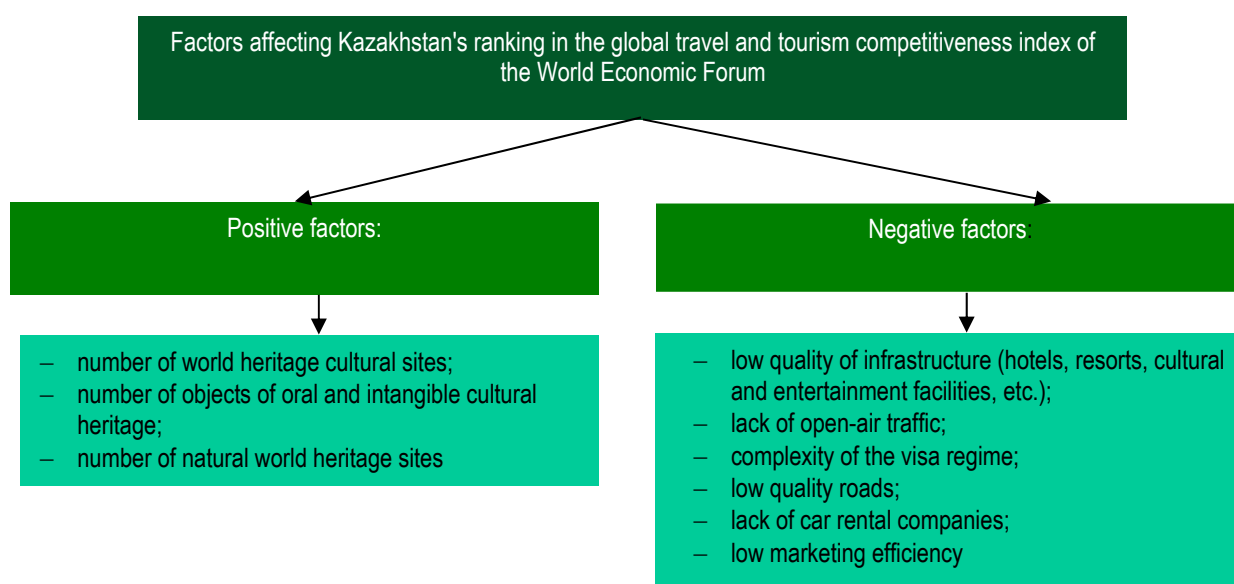 Factors affecting Kazakhstan's ranking in the global travel and tourism competitiveness index of
the World Economic Forum
Positive factors:
Negative factors:
– number of world heritage cultural sites;
– number of objects of oral and intangible cultural
heritage;
– number of natural world heritage sites
– low quality of infrastructure (hotels, resorts, cultural
and entertainment facilities, etc.);
– lack of open-air traffic;
– complexity of the visa regime;
– low quality roads;
– lack of car rental companies;
– low marketing efficiency